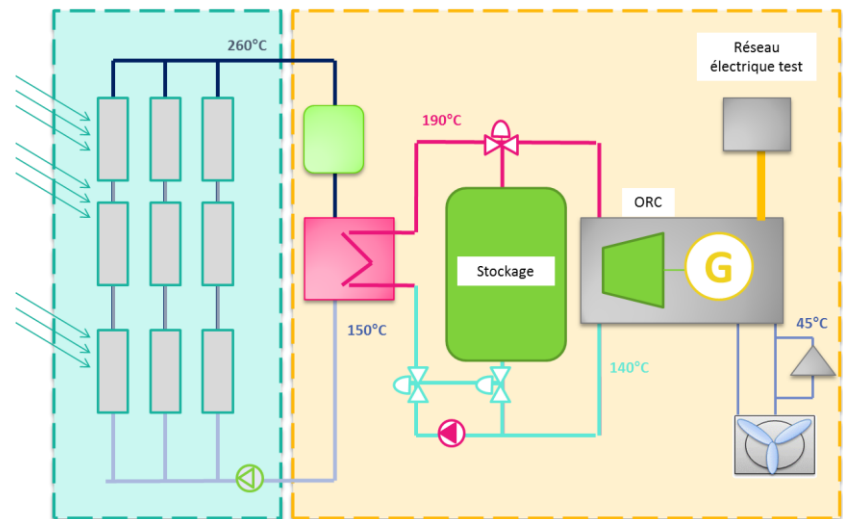 260°C
Réseau
électrique test
190°C
ORC
Stockage
G
150°C
45°C
140°C